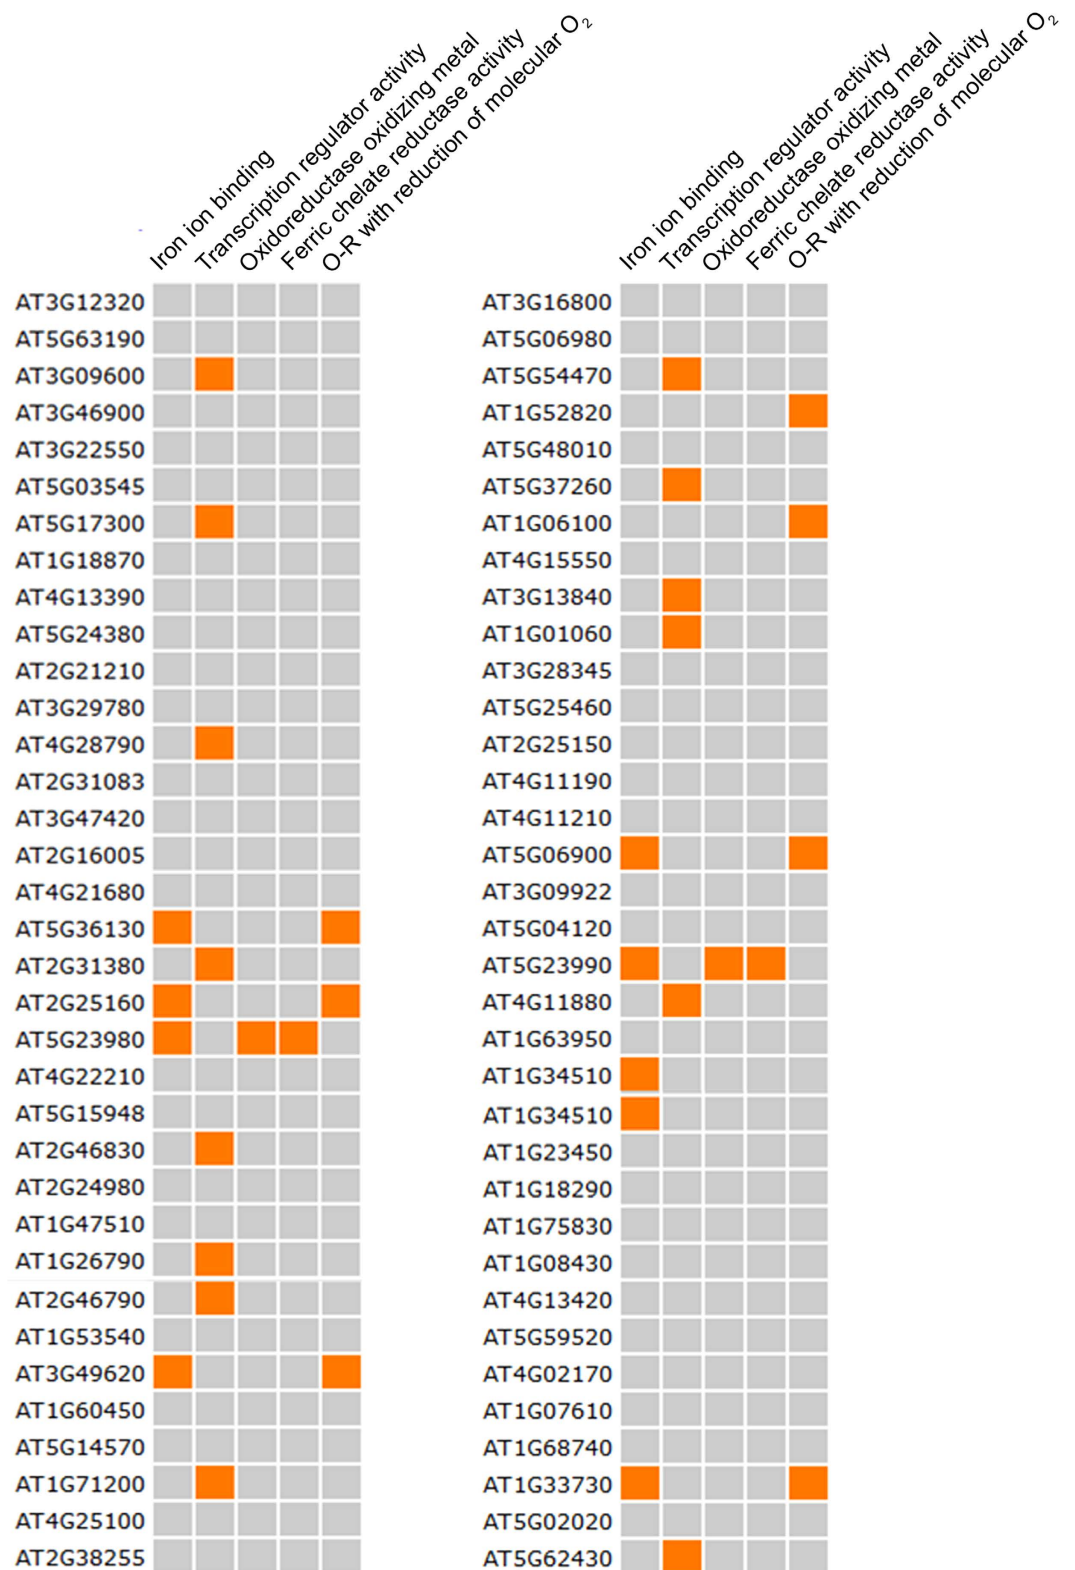 Iron ion binding
Transcription regulator activity
Oxidoreductase oxidizing metal
Ferric chelate reductase activity
O-R with reduction of molecular O₂
AT3G12320
AT5G63190
AT3G09600
AT3G46900
AT3G22550
AT5G03545
AT5G17300
AT1G18870
AT4G13390
AT5G24380
AT2G21210
AT3G29780
AT4G28790
AT2G31083
AT3G47420
AT2G16005
AT4G21680
AT5G36130
AT2G31380
AT2G25160
AT5G23980
AT4G22210
AT5G15948
AT2G46830
AT2G24980
AT1G47510
AT1G26790
AT2G46790
AT1G53540
AT3G49620
AT1G60450
AT5G14570
AT1G71200
AT4G25100
AT2G38255
Iron ion binding
Transcription regulator activity
Oxidoreductase oxidizing metal
Ferric chelate reductase activity
O-R with reduction of molecular O₂
AT3G16800
AT5G06980
AT5G54470
AT1G52820
AT5G48010
AT5G37260
AT1G06100
AT4G15550
AT3G13840
AT1G01060
AT3G28345
AT5G25460
AT2G25150
AT4G11190
AT4G11210
AT5G06900
AT3G09922
AT5G04120
AT5G23990
AT4G11880
AT1G63950
AT1G34510
AT1G34510
AT1G23450
AT1G18290
AT1G75830
AT1G08430
AT4G13420
AT5G59520
AT4G02170
AT1G07610
AT1G68740
AT1G33730
AT5G02020
AT5G62430